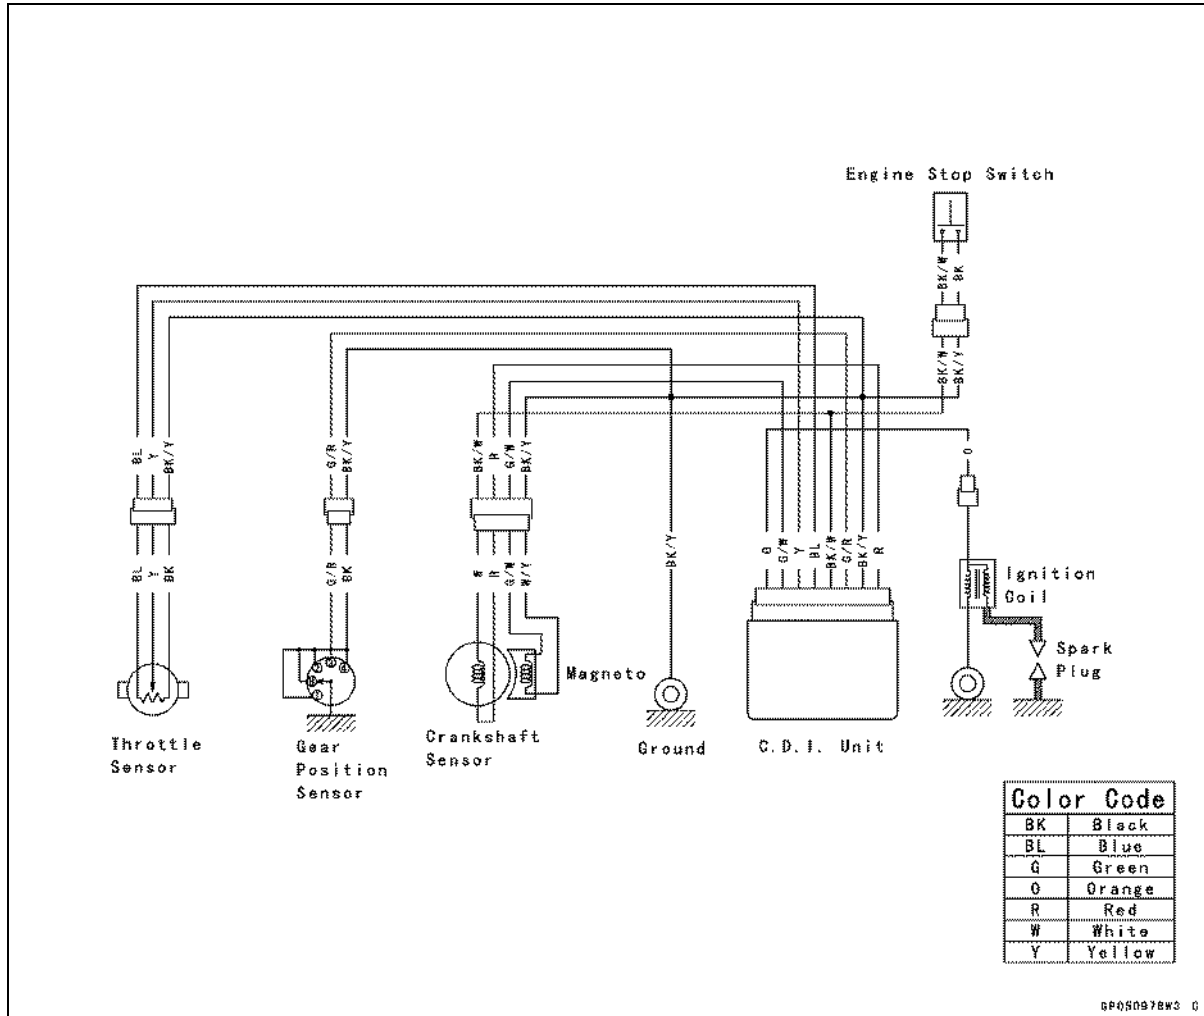 Engine Stop Switch
BK/W
BK
BK/W
BK/Y
BL
Y
BK/Y
G/R
BK/Y
BK/W
R
G/W
BK/Y
O
BL
Y
BK
G/R
BK
W
R
G/W
W/Y
BK/Y
O
G/W
Y
BL
BK/W
G/R
BK/Y
R
Ignition
Coil
Spark
Plug
Magneto
Throttle
Sensor
Gear
Position
Sensor
Crankshaft
Sensor
Ground
C.D.I. Unit
Color Code
BK Black
BL Blue
G Green
O Orange
R Red
W White
Y Yellow